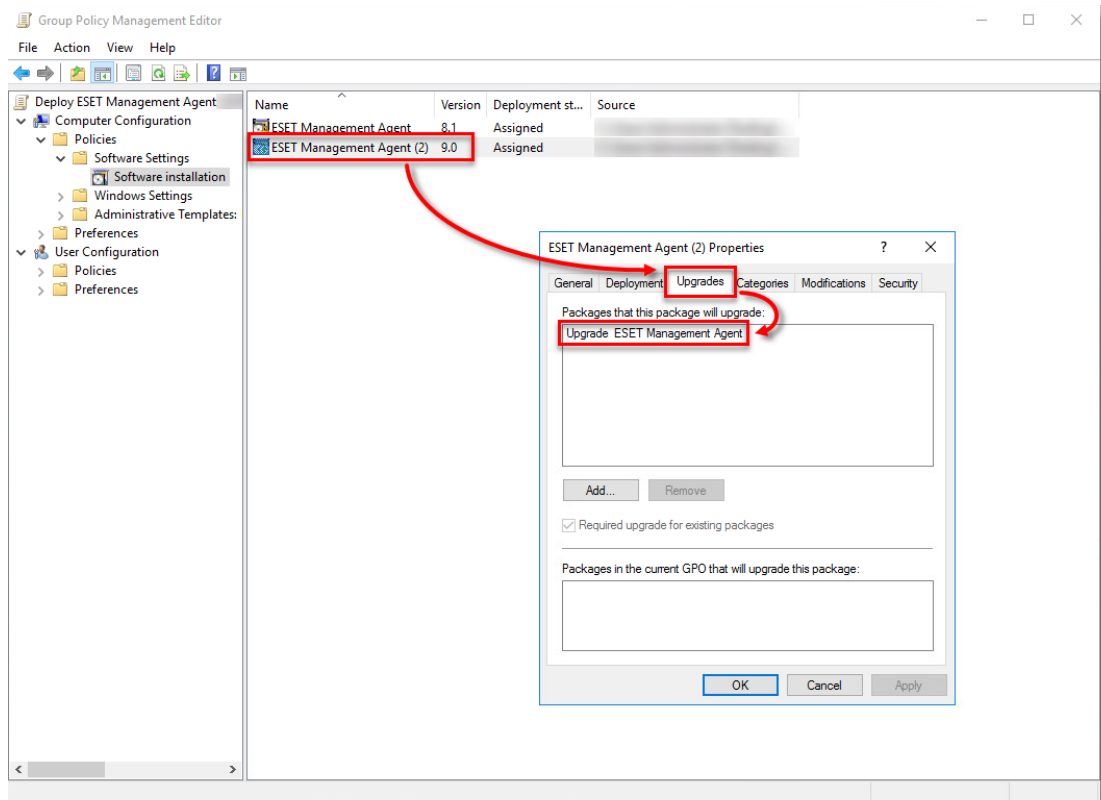 Group Policy Management Editor
File Action View Help
Deploy ESET Management Agent
Computer Configuration
Policies
Software Settings
Software installation
Windows Settings
Administrative Templates:
Preferences
User Configuration
Policies
Preferences
Name Version Deployment st... Source
ESET Management Agent 8.1 Assigned
ESET Management Agent (2) 9.0 Assigned
ESET Management Agent (2) Properties ?
General Deployment Upgrades Categories Modifications Security
Packages that this package will upgrade:
Upgrade ESET Management Agent
Add... Remove
Required upgrade for existing packages
Packages in the current GPO that will upgrade this package:
OK Cancel Apply